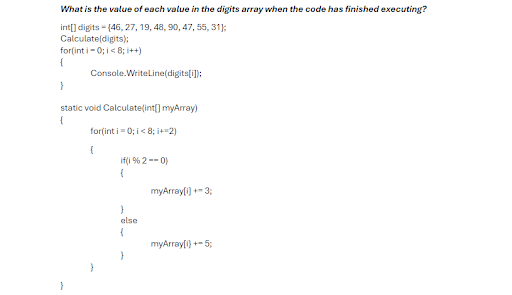 What is the value of each value in the digits array when the code has finished executing?
int[] digits = {46, 27, 19, 48, 90, 47, 55, 31};
Calculate(digits);
for(int i = 0; i < 8; i++)
{
Console.WriteLine(digits[i]);
}
static void Calculate(int[] myArray)
{
for(int i = 0; i < 8; i+=2)
{
if(i % 2 == 0)
{
myArray[i] += 3;
}
else
{
myArray[i} += 5;
}
}
}